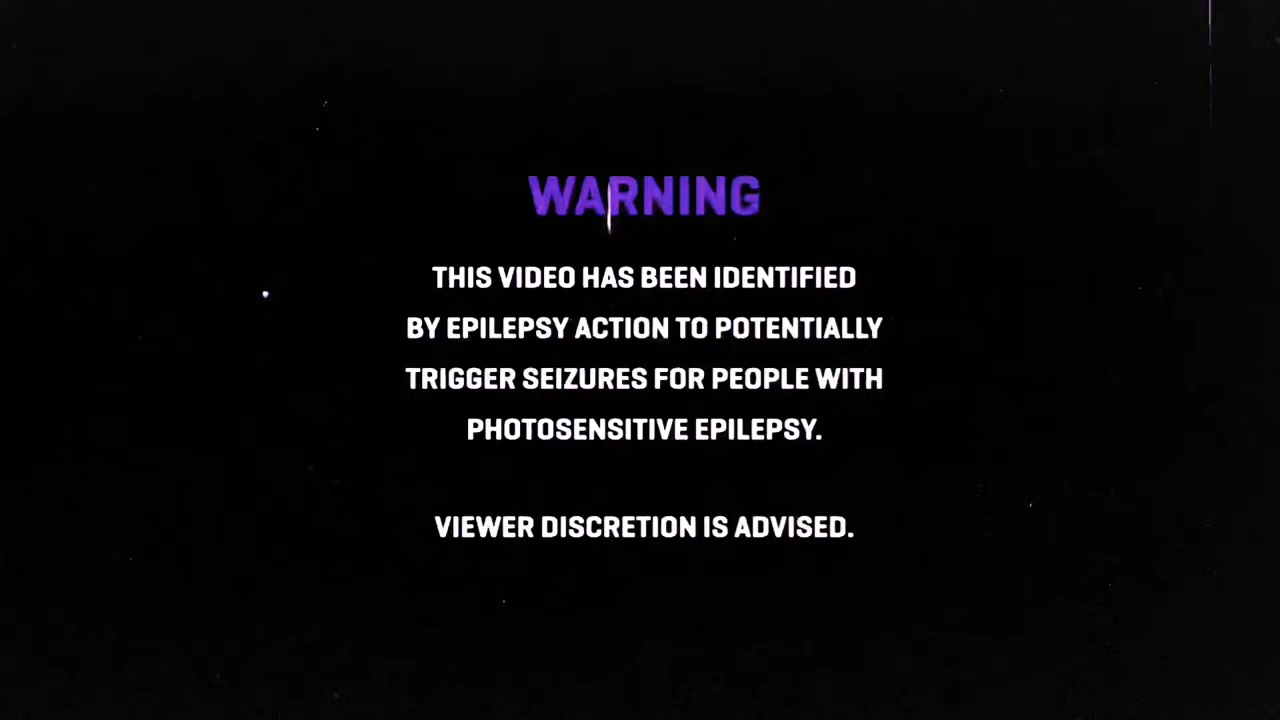 WARNING
THIS VIDEO HAS BEEN IDENTIFIED
BY EPILEPSY ACTION TO POTENTIALLY
TRIGGER SEIZURES FOR PEOPLE WITH
PHOTOSENSITIVE EPILEPSY.
VIEWER DISCRETION IS ADVISED.